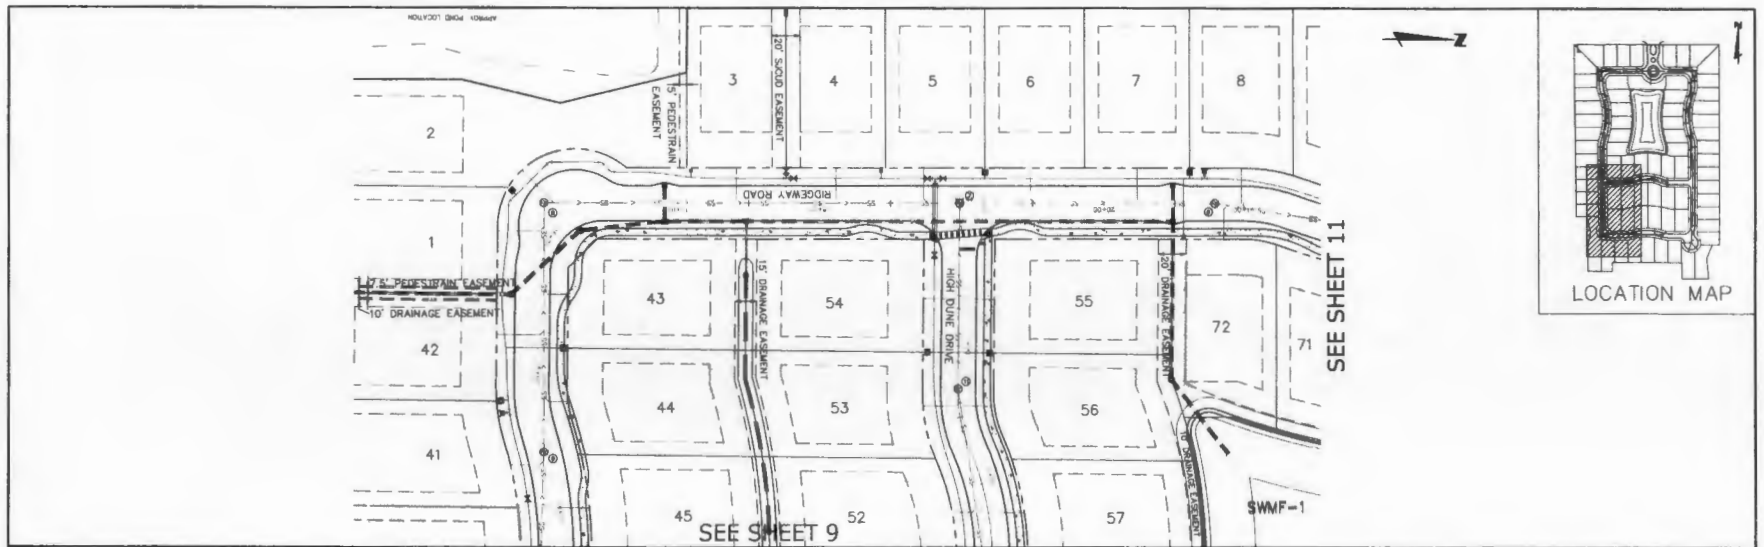 APPROX POND LOCATION
Z
N
3
20' SJCUD EASEMENT
4
5
6
7
8
2
15' PEDESTRAIN
EASEMENT
RIDGEWAY ROAD
20+00
1
7.5' PEDESTRAIN EASEMENT
10' DRAINAGE EASEMENT
43
15' DRAINAGE EASEMENT
54
HIGH DUNE DRIVE
55
20' DRAINAGE EASEMENT
72
71
SEE SHEET 11
LOCATION MAP
42
44
53
56
41
45
52
57
10' DRAINAGE EASEMENT
SWMF-1
SEE SHEET 9